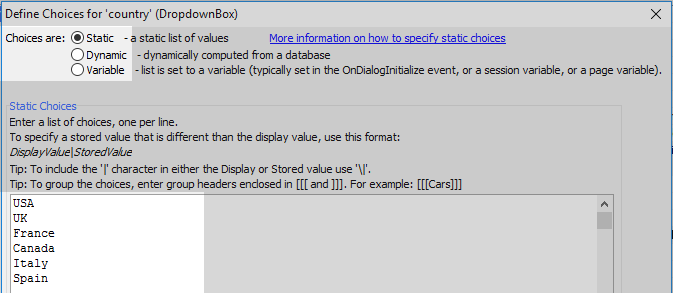 Define Choices for 'country' (DropdownBox)
Choices are: Static - a static list of values More information on how to specify static choices
Dynamic - dynamically computed from a database
Variable - list is set to a variable (typically set in the OnDialogInitialize event, or a session variable, or a page variable).
Static Choices
Enter a list of choices, one per line.
To specify a stored value that is different than the display value, use this format:
DisplayValue|StoredValue
Tip: To include the '|' character in either the Display or Stored value use '\|'.
Tip: To group the choices, enter group headers enclosed in [[[ and ]]]. For example: [[[Cars]]]
USA
UK
France
Canada
Italy
Spain